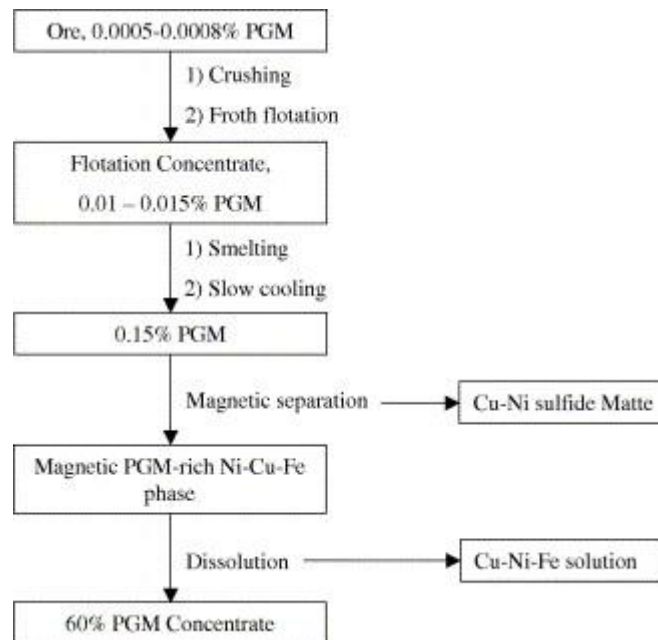 Ore, 0.0005-0.0008% PGM
1) Crushing
2) Froth flotation
Flotation Concentrate,
0.01 – 0.015% PGM
1) Smelting
2) Slow cooling
0.15% PGM
Magnetic separation
Cu-Ni sulfide Matte
Magnetic PGM-rich Ni-Cu-Fe
phase
Dissolution
Cu-Ni-Fe solution
60% PGM Concentrate